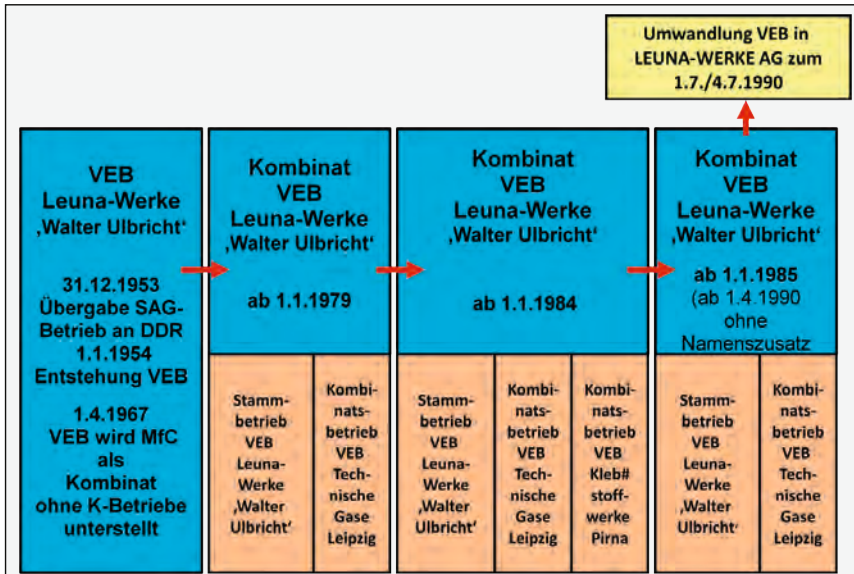 Umwandlung VEB in
LEUNA-WERKE AG zum
1.7./4.7.1990
VEB
Leuna-Werke
‚Walter Ulbricht‘
31.12.1953
Übergabe SAG-
Betrieb an DDR
1.1.1954
Entstehung VEB
1.4.1967
VEB wird MfC
als
Kombinat
ohne K-Betriebe
unterstellt
Kombinat
VEB
Leuna-Werke
‚Walter Ulbricht‘
ab 1.1.1979
Stamm-
betrieb
VEB
Leuna-
Werke
‚Walter
Ulbricht‘
Kombi-
nats-
betrieb
VEB
Tech-
nische
Gase
Leipzig
Kombinat
VEB
Leuna-Werke
‚Walter Ulbricht‘
ab 1.1.1984
Stamm-
betrieb
VEB
Leuna-
Werke
‚Walter
Ulbricht‘
Kombi-
nats-
betrieb
VEB
Tech-
nische
Gase
Leipzig
Kombi-
nats-
betrieb
VEB
Kleb#
stoff-
werke
Pirna
Kombinat
VEB
Leuna-Werke
‚Walter Ulbricht‘
ab 1.1.1985
(ab 1.4.1990
ohne
Namenszusatz
Stamm-
betrieb
VEB
Leuna-
Werke
‚Walter
Ulbricht‘
Kombi-
nats-
betrieb
VEB
Tech-
nische
Gase
Leipzig